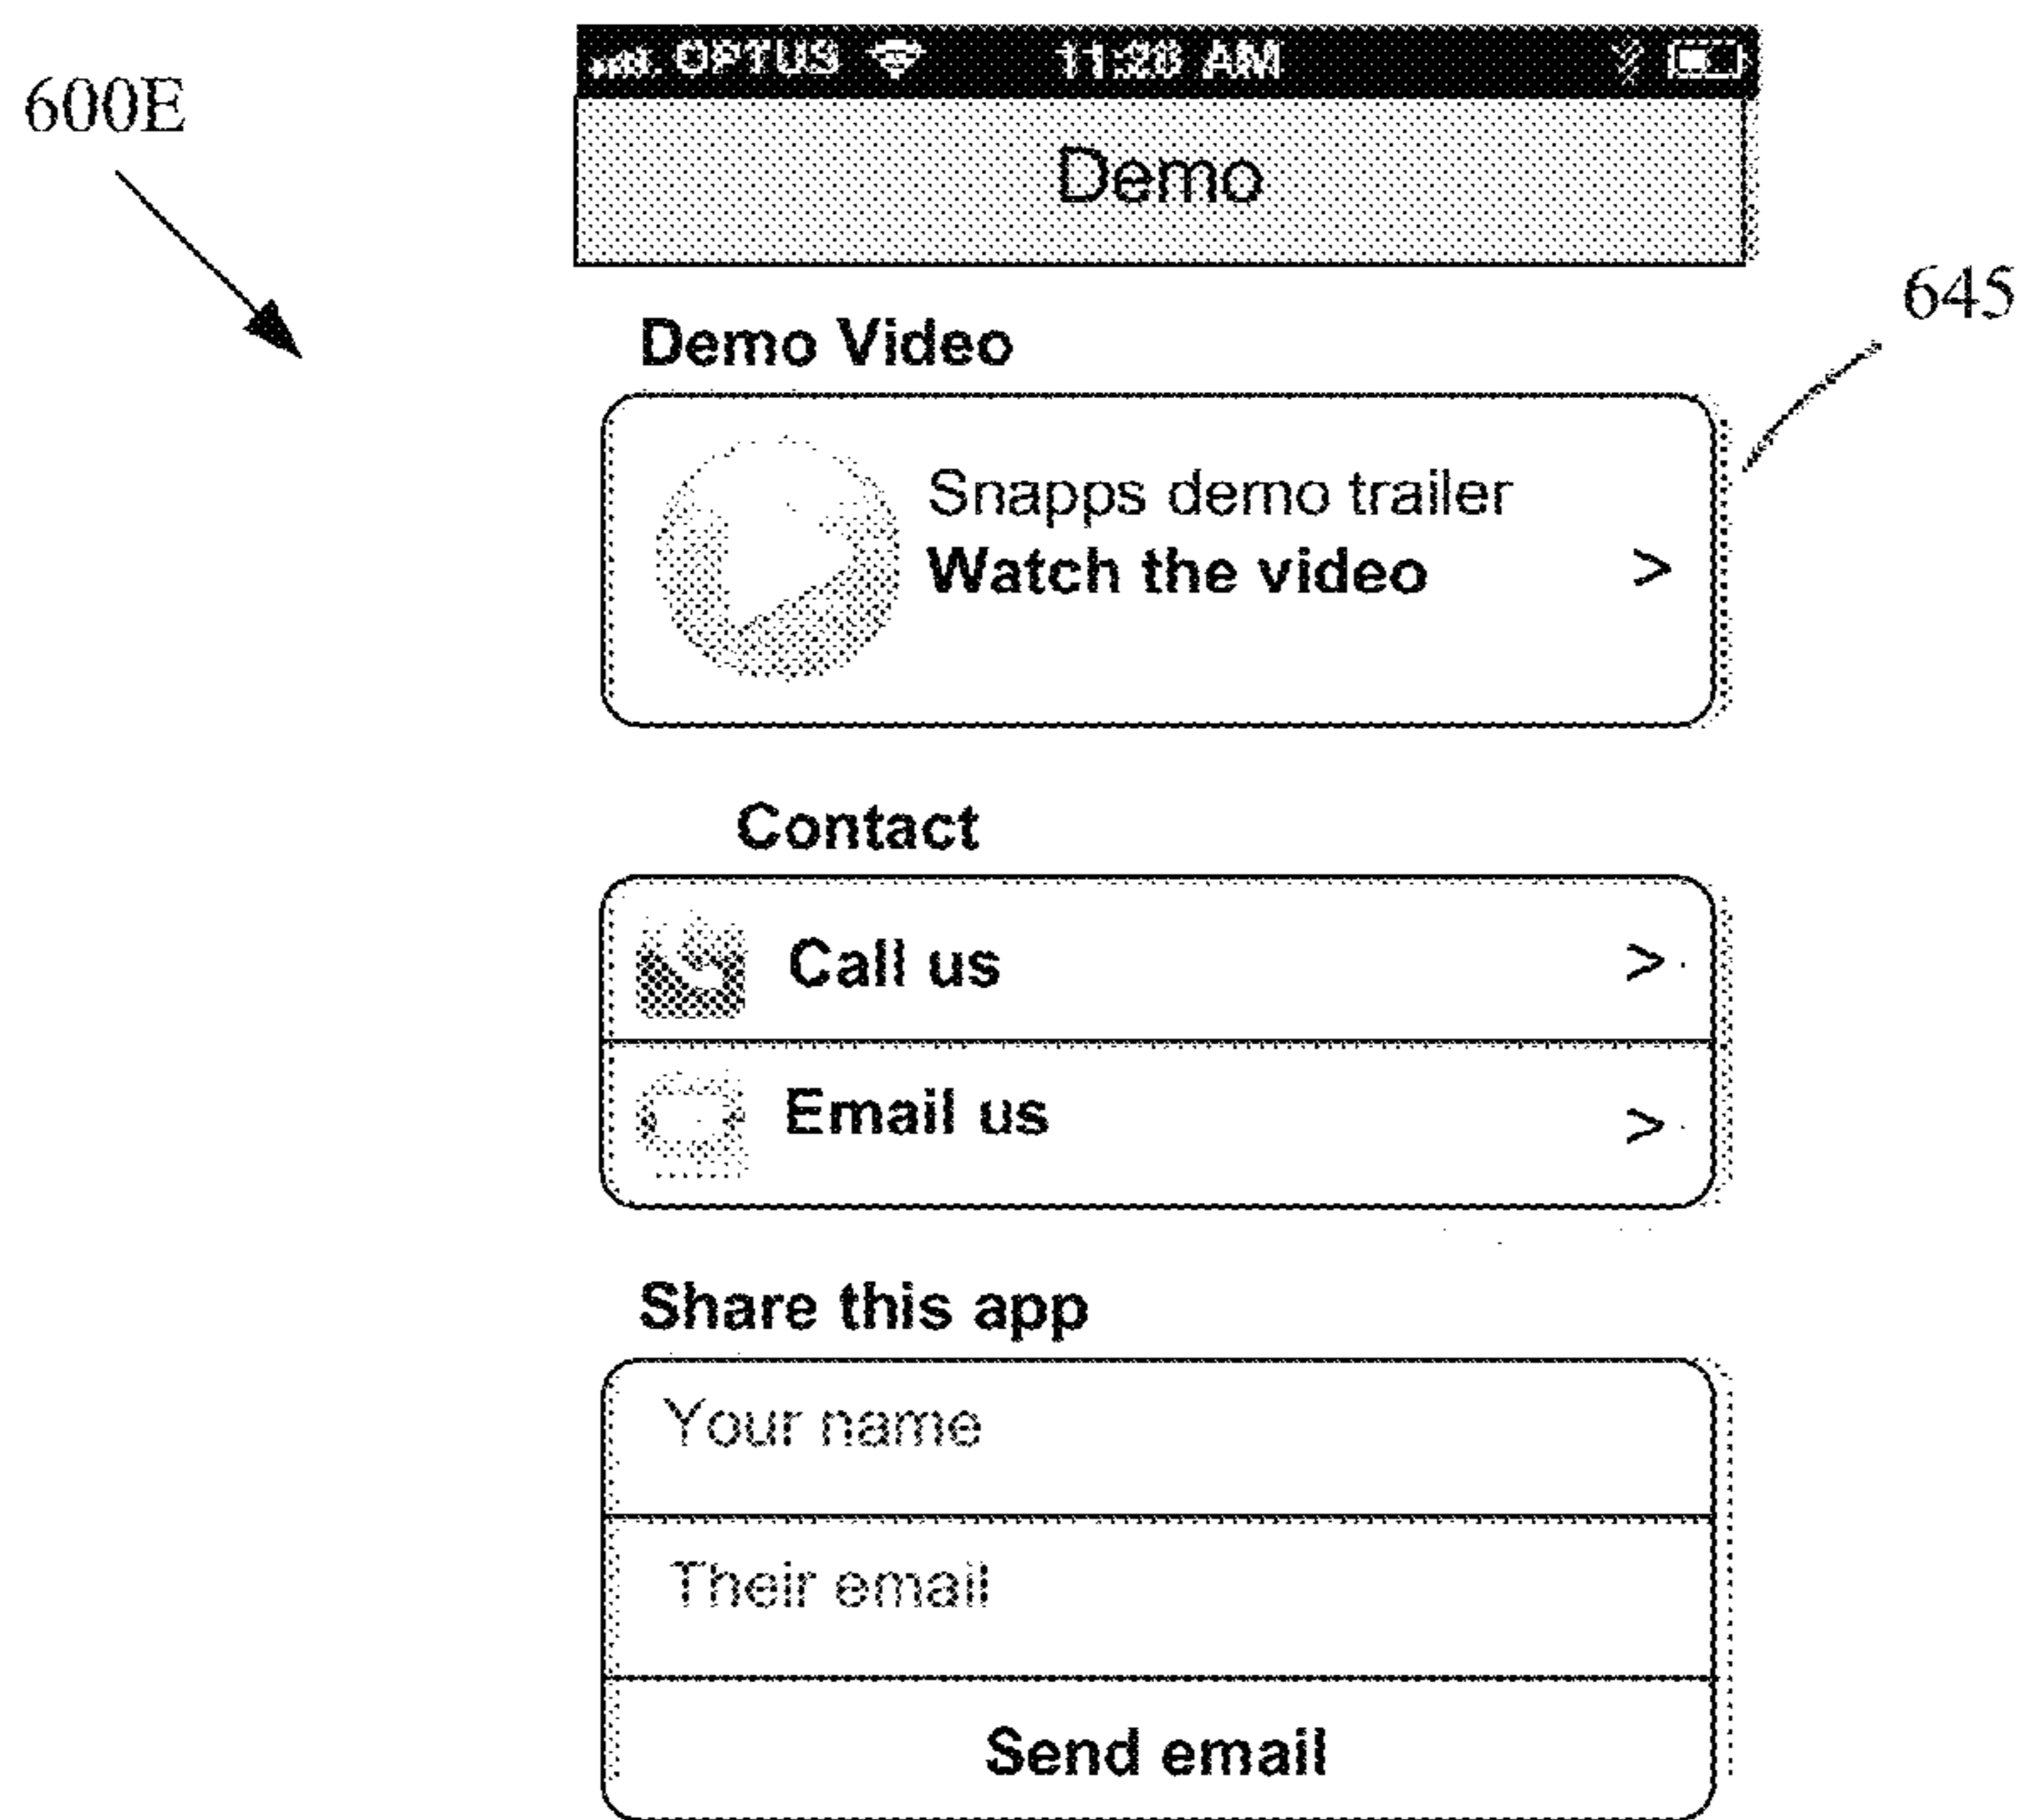 600E
OPTUS 11:28 AM
Demo
645
Demo Video
Snapps demo trailer
Watch the video >
Contact
Call us >
Email us >
Share this app
Your name
Their email
Send email